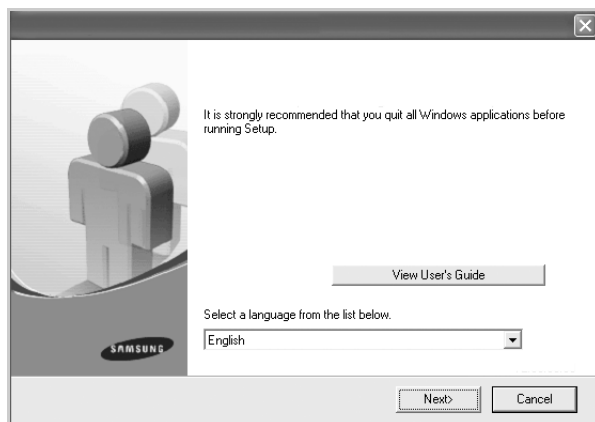 It is strongly recommended that you quit all Windows applications before
running Setup.
View User's Guide
Select a language from the list below.
English
SAMSUNG
Next>
Cancel